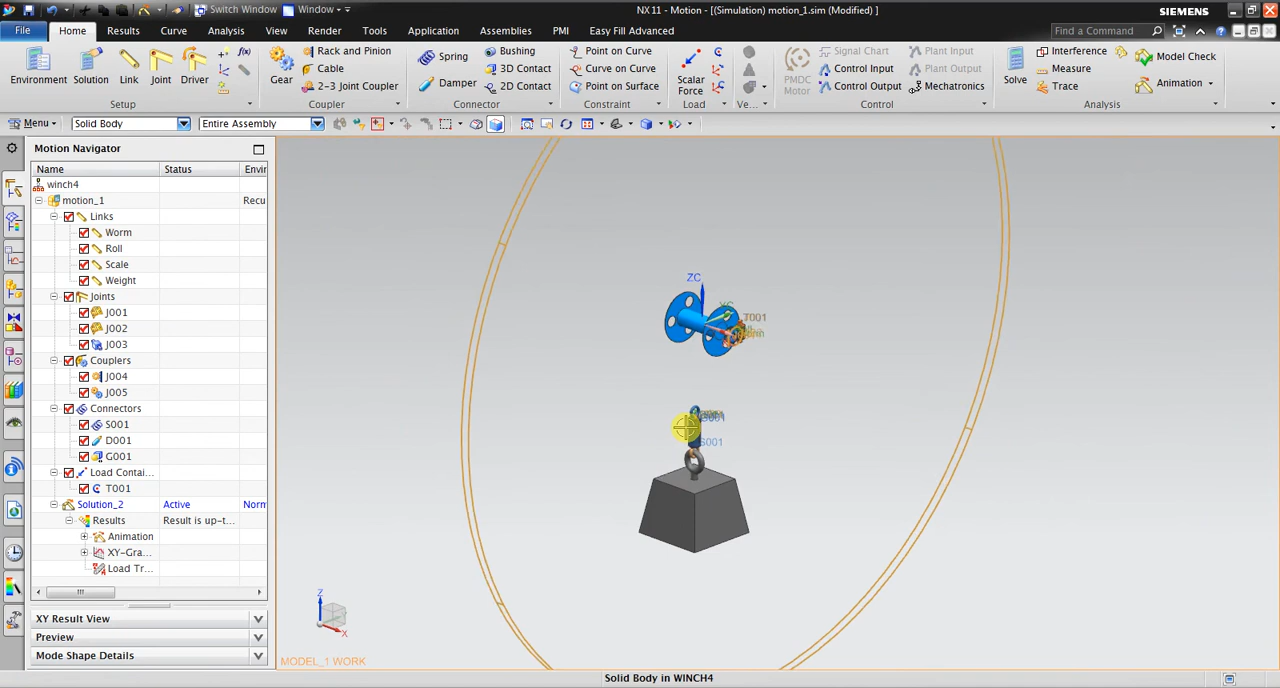 Switch Window Window
NX 11 - Motion - [(Simulation) motion_1.sim (Modified) ]
SIEMENS
File Home Results Curve Analysis View Render Tools Application Assemblies PMI Easy Fill Advanced
Find a Command
Environment Solution Link Joint Driver
f(x)
Setup
Gear
Rack and Pinion
Cable
2-3 Joint Coupler
Coupler
Spring
Damper
Bushing
3D Contact
2D Contact
Connector
Point on Curve
Curve on Curve
Point on Surface
Constraint
Scalar Force
Load
Ve...
PMDC Motor
Signal Chart
Control Input
Control Output
Plant Input
Plant Output
Mechatronics
Control
Solve
Interference
Measure
Trace
Model Check
Animation
Analysis
Menu
Solid Body
Entire Assembly
Motion Navigator
Name Status Envir
winch4
motion_1 Recu
Links
Worm
Roll
Scale
Weight
Joints
J001
J002
J003
Couplers
J004
J005
Connectors
S001
D001
G001
Load Contai...
T001
Solution_2 Active Norm
Results Result is up-t...
Animation
XY-Gra...
Load Tr...
XY Result View
Preview
Mode Shape Details
ZC
YC
T001
S001
Z
X
MODEL_1 WORK
Solid Body in WINCH4